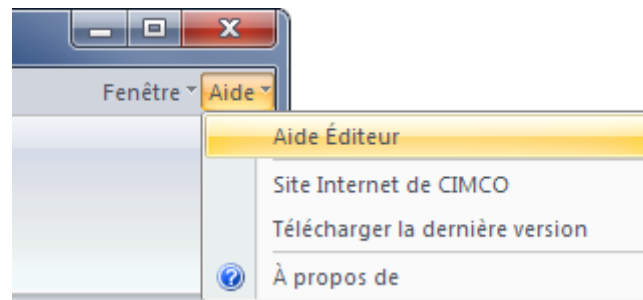 Fenêtre Aide
Aide Éditeur
Site Internet de CIMCO
Télécharger la dernière version
À propos de